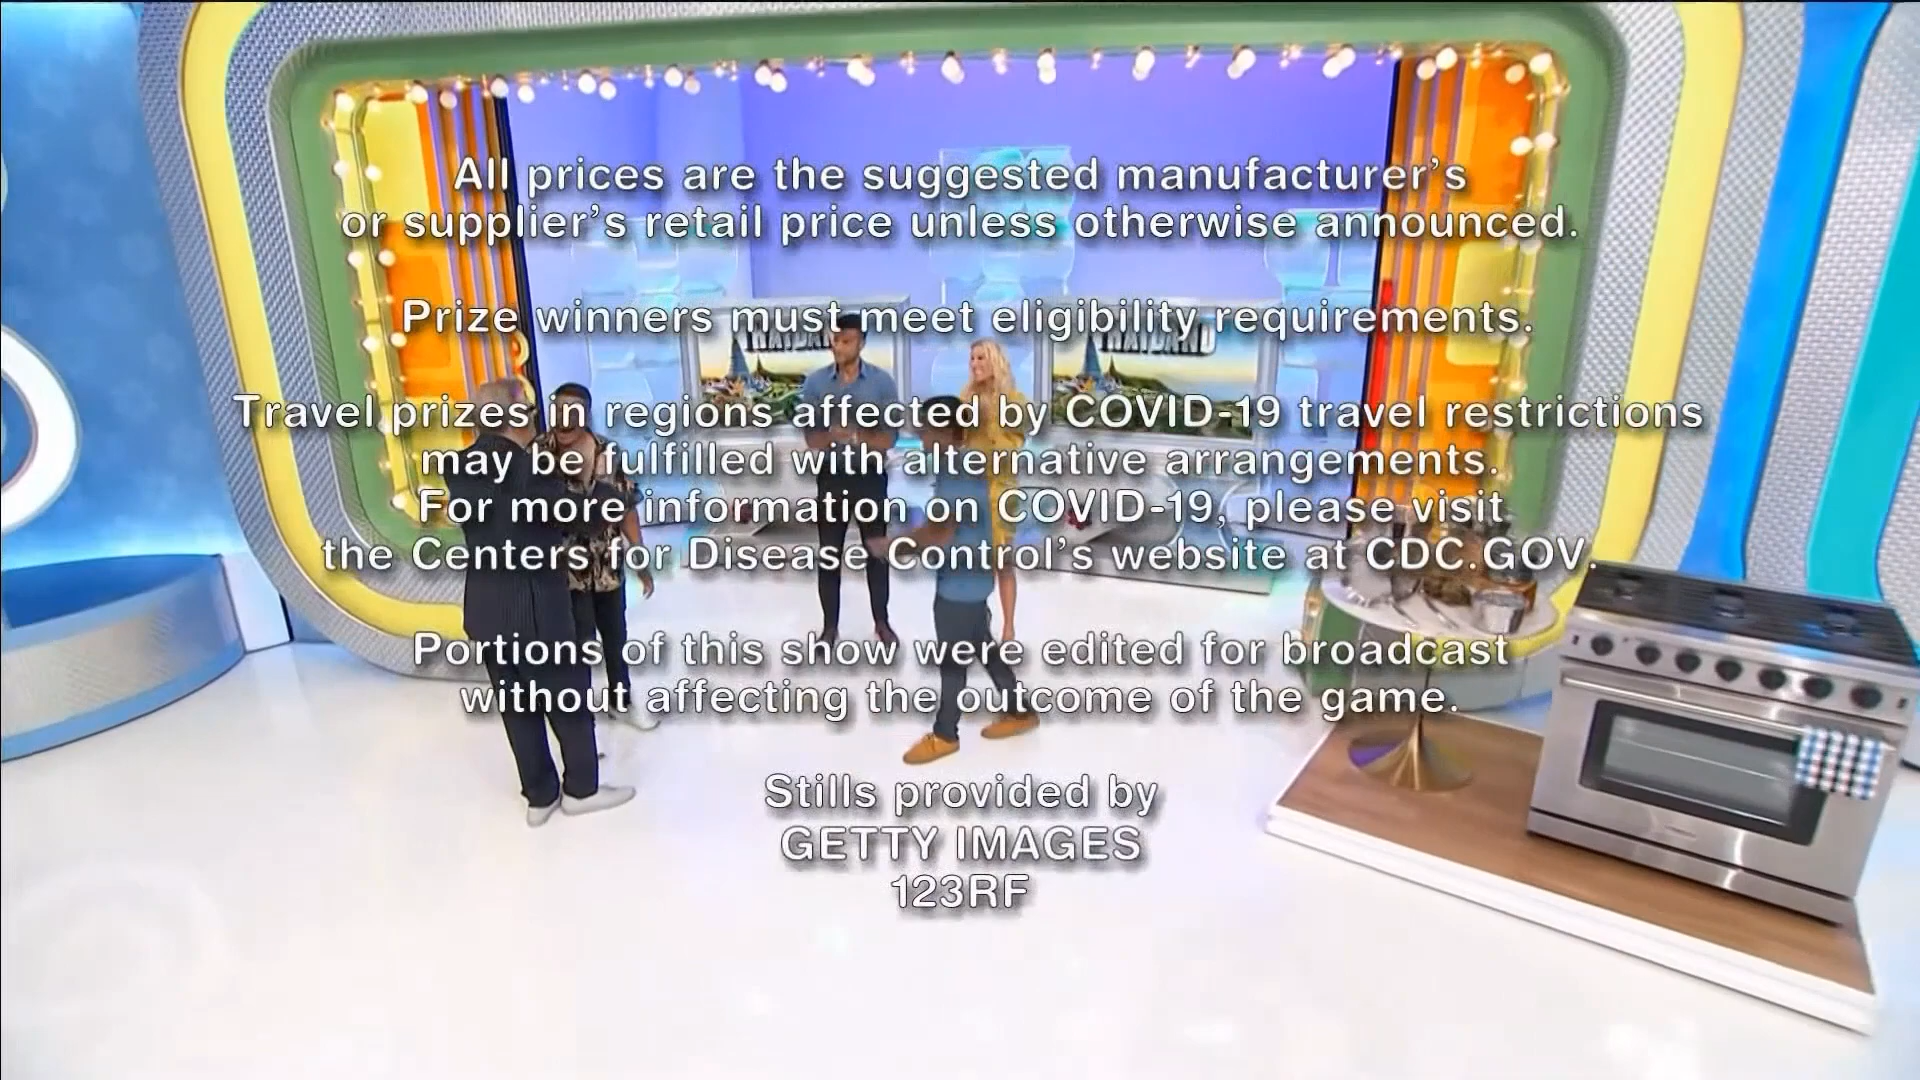 All prices are the suggested manufacturer's
or supplier's retail price unless otherwise announced.
Prize winners must meet eligibility requirements.
THAILAND
THAILAND
Travel prizes in regions affected by COVID-19 travel restrictions
may be fulfilled with alternative arrangements.
For more information on COVID-19, please visit
the Centers for Disease Control's website at CDC.GOV.
Portions of this show were edited for broadcast
without affecting the outcome of the game.
Stills provided by
GETTY IMAGES
123RF